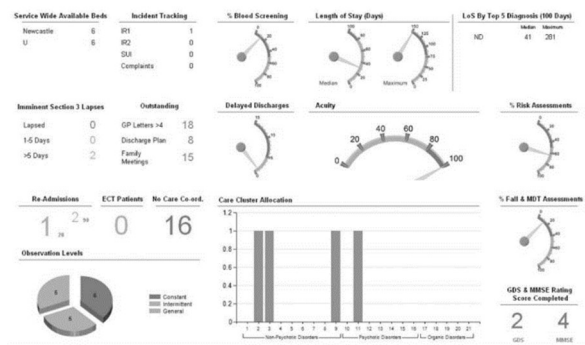 Service Wide Available Beds
Newcastle 6
U 6
Incident Tracking
IR1 1
IR2 0
SUI 0
Complaints 0
% Blood Screening
Length of Stay (Days)
Median
Maximum
LoS By Top 5 Diagnosis (100 Days)
Median Maximum
ND 41 281
Imminent Section 3 Lapses
Lapsed 0
1-5 Days 0
>5 Days 2
Outstanding
GP Letters >4 18
Discharge Plan 8
Family Meetings 15
Delayed Discharges
Acuity
0 20 40 60 80 100
% Risk Assessments
Re-Admissions
1 2
ECT Patients
0
No Care Co-ord.
16
Care Cluster Allocation
1.2
1
0.8
0.6
0.4
0.2
0
1 2 3 4 5 6 7 8 9 10 11 12 13 14 15 16 17 18 19 20 21
Non-Psychotic Disorders Psychotic Disorders Organic Disorders
% Fall & MDT Assessments
Observation Levels
5 6
5
Constant
Intermittent
General
GDS & MMSE Rating
Score Completed
2 4
GDS MMSE